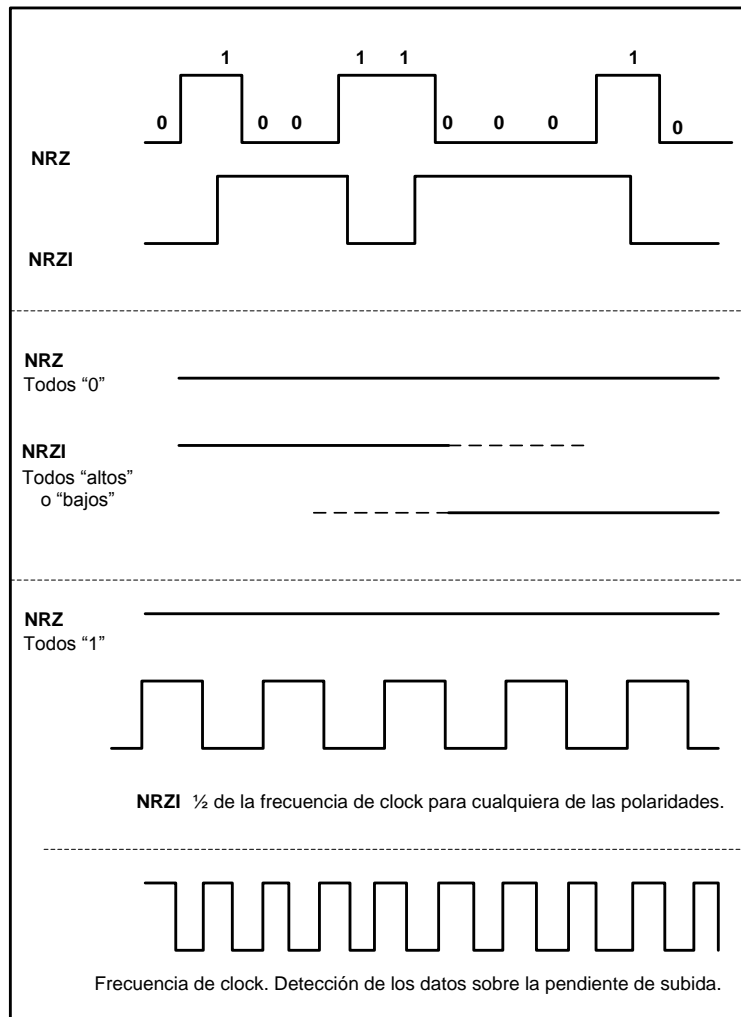 1 1 1 1
0 0 0 0 0 0 0
NRZ
NRZI
NRZ
Todos “0”
NRZI
Todos “altos”
o “bajos”
NRZ
Todos “1”
NRZI ½ de la frecuencia de clock para cualquiera de las polaridades.
Frecuencia de clock. Detección de los datos sobre la pendiente de subida.